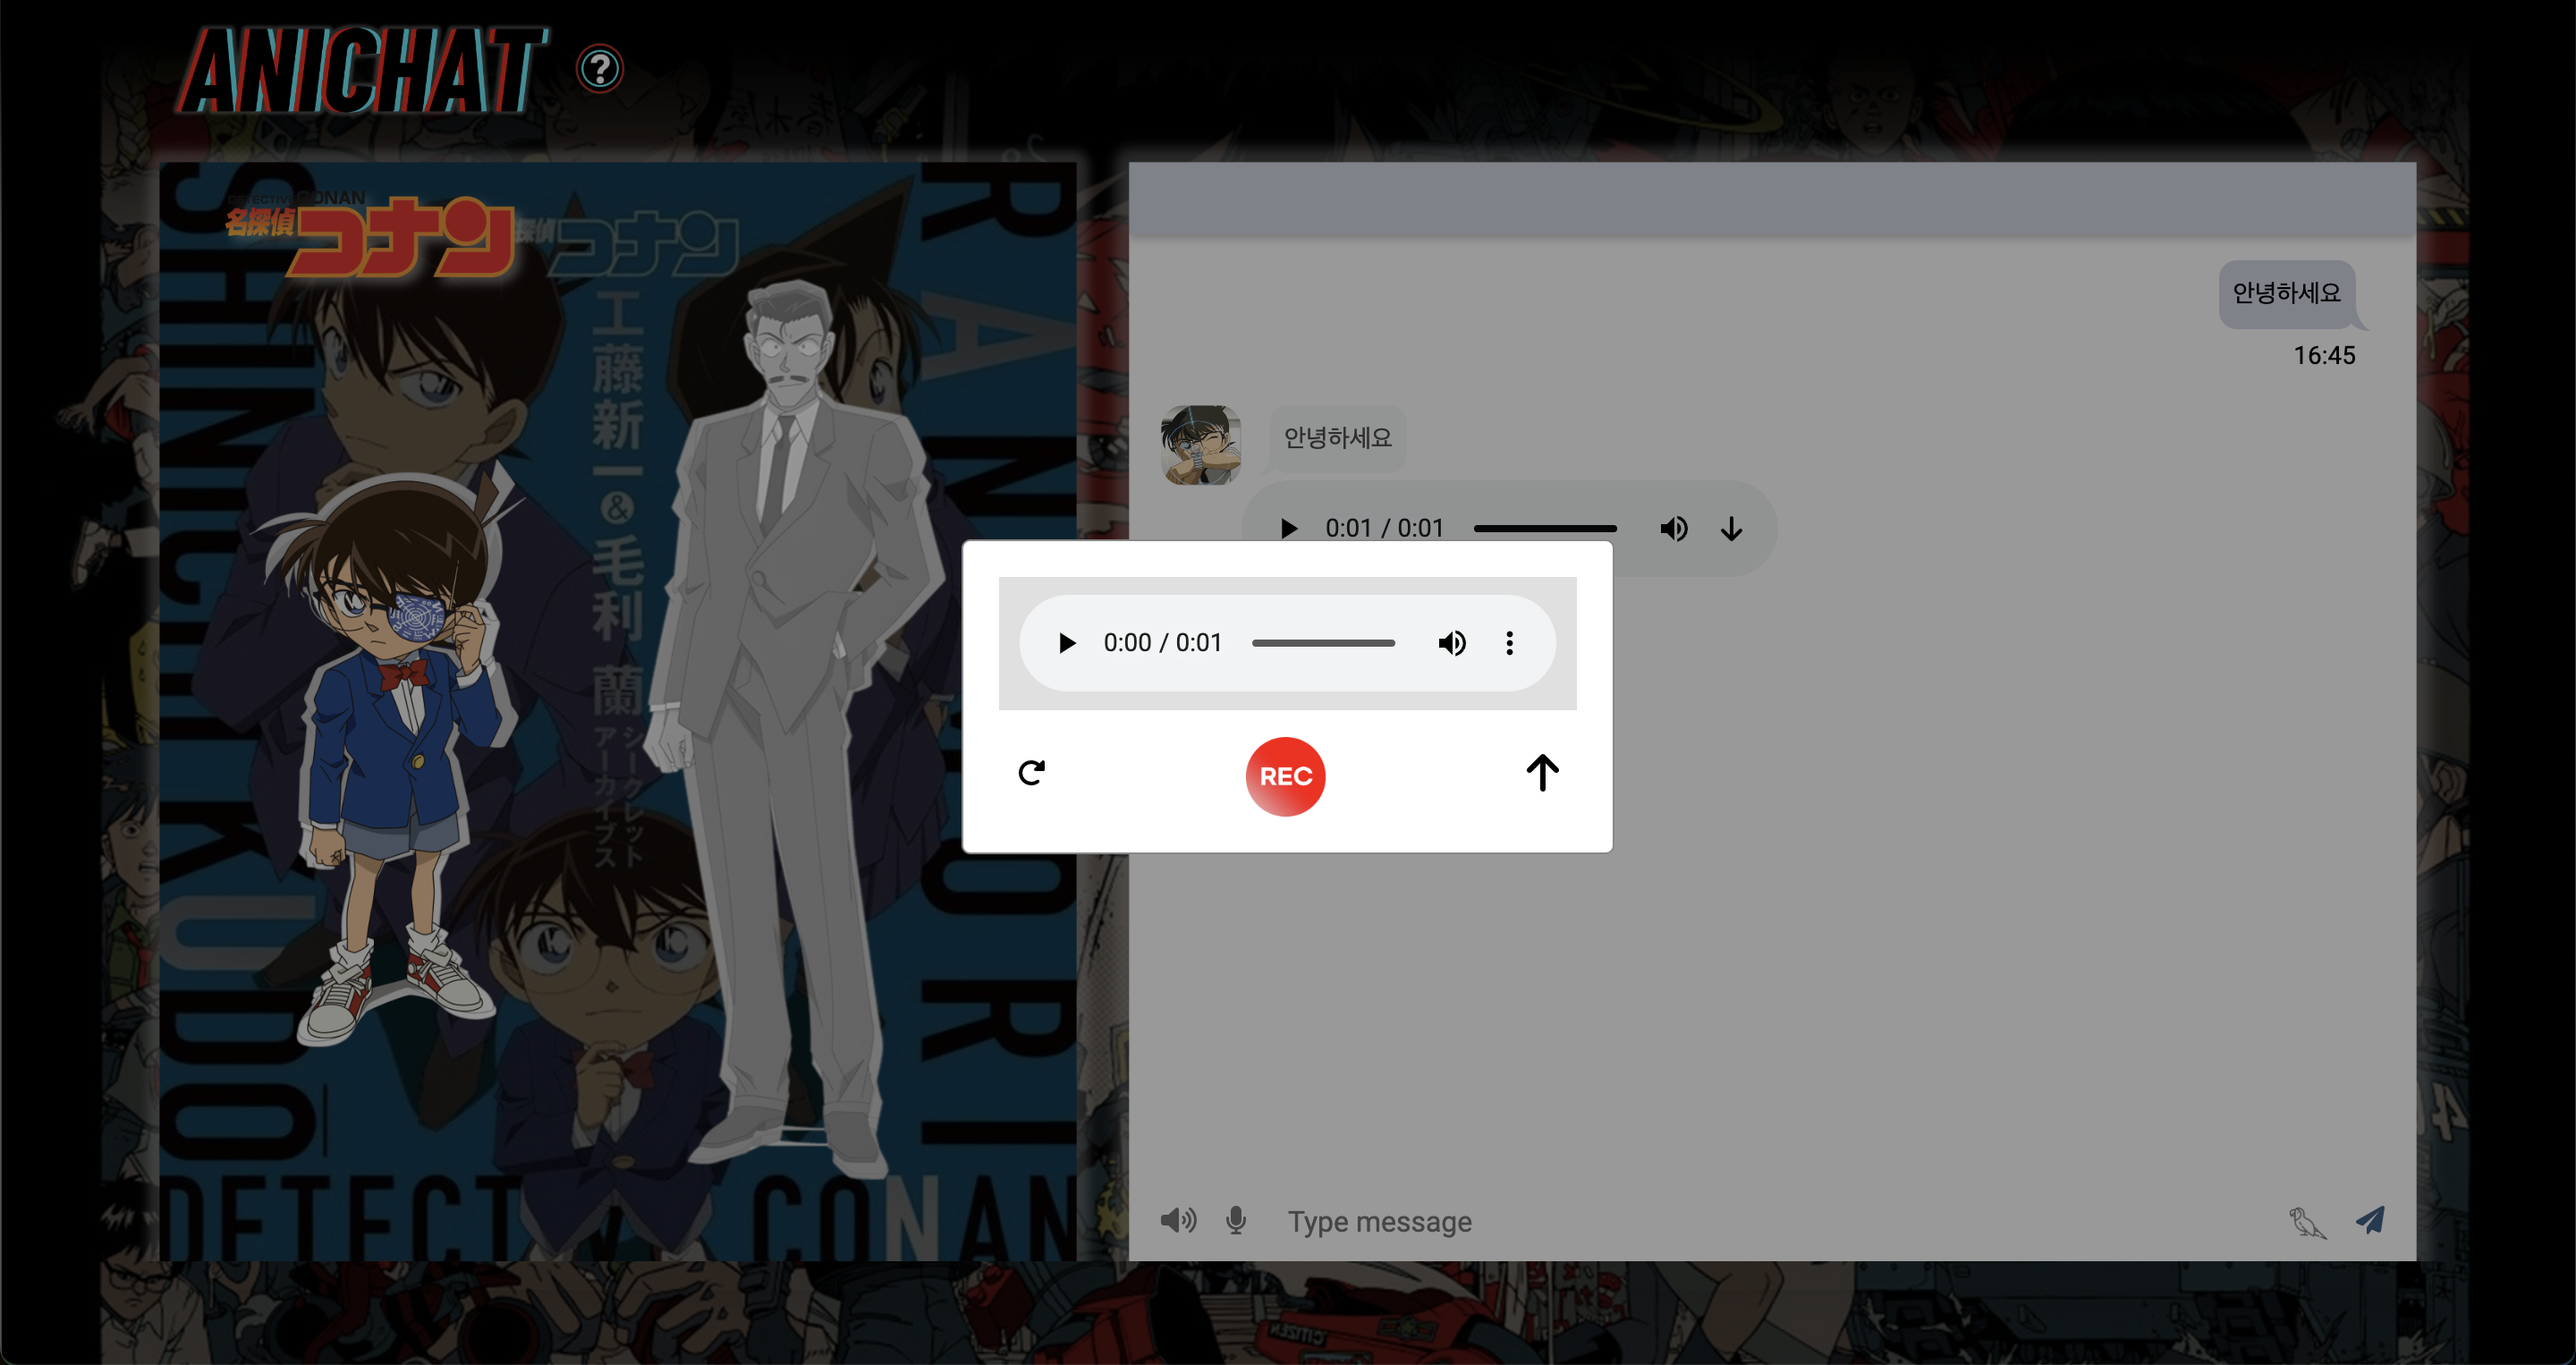 ANICHAT
?
DETECTIVE CONAN
名探偵コナン
探偵コナン
SHINICHI KUDO
RAN MORI
工藤新一&毛利 蘭
シークレット
アーカイブス
DETECTIV CONAN
안녕하세요
16:45
안녕하세요
0:01 / 0:01
0:00 / 0:01
REC
Type message
CITIZEN